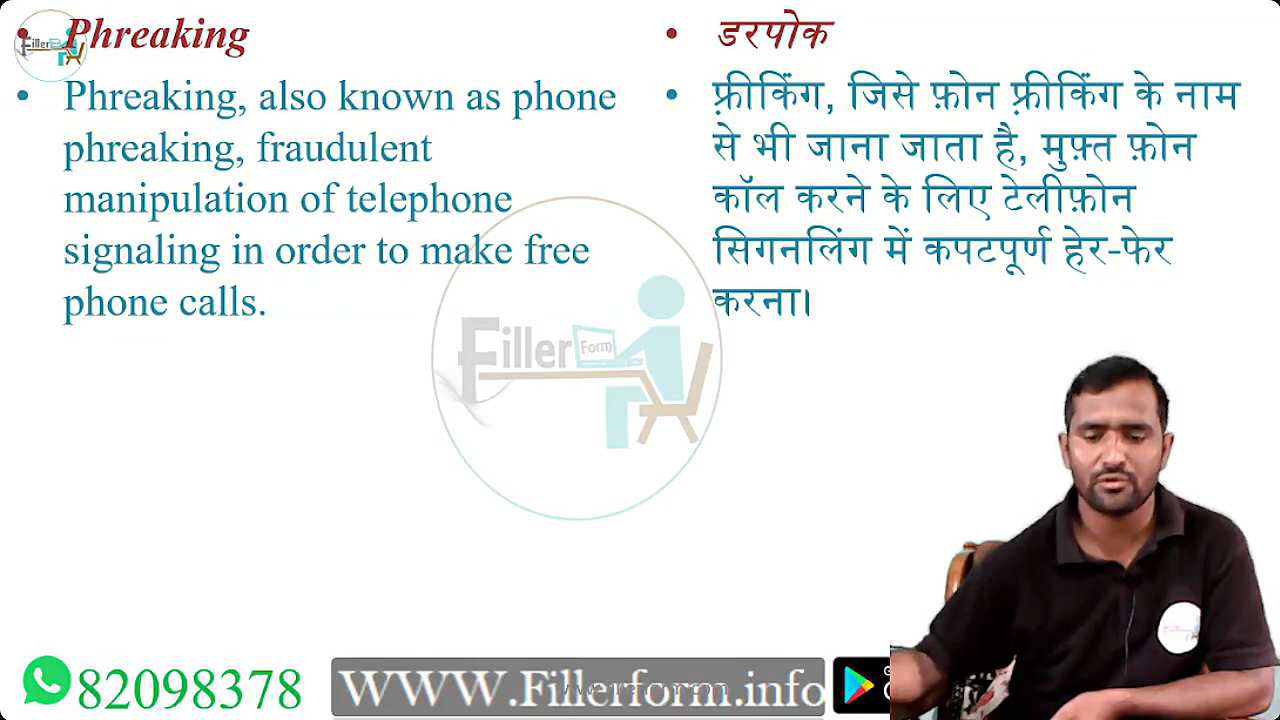 Phreaking
Phreaking, also known as phone
phreaking, fraudulent
manipulation of telephone
signaling in order to make free
phone calls.
डरपोक
फ़्रीकिंग, जिसे फ़ोन फ़्रीकिंग के नाम
से भी जाना जाता है, मुफ़्त फ़ोन
कॉल करने के लिए टेलीफ़ोन
सिगनलिंग में कपटपूर्ण हेर-फेर
करना।
Filler Form
82098378
WWW.Fillerform.info